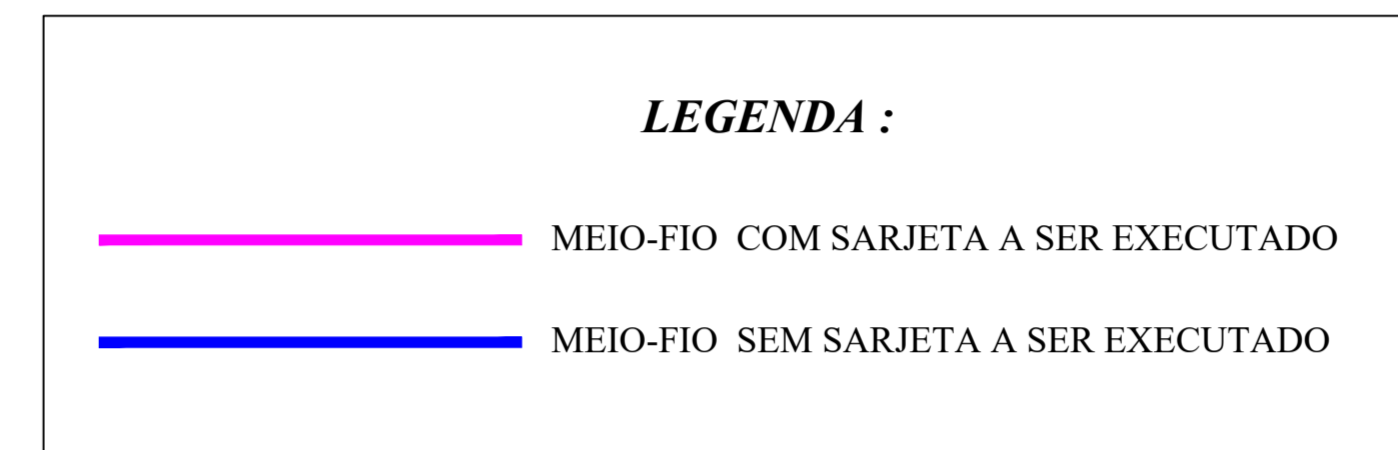 LEGENDA :
MEIO-FIO  COM SARJETA A SER EXECUTADO
MEIO-FIO  SEM SARJETA A SER EXECUTADO